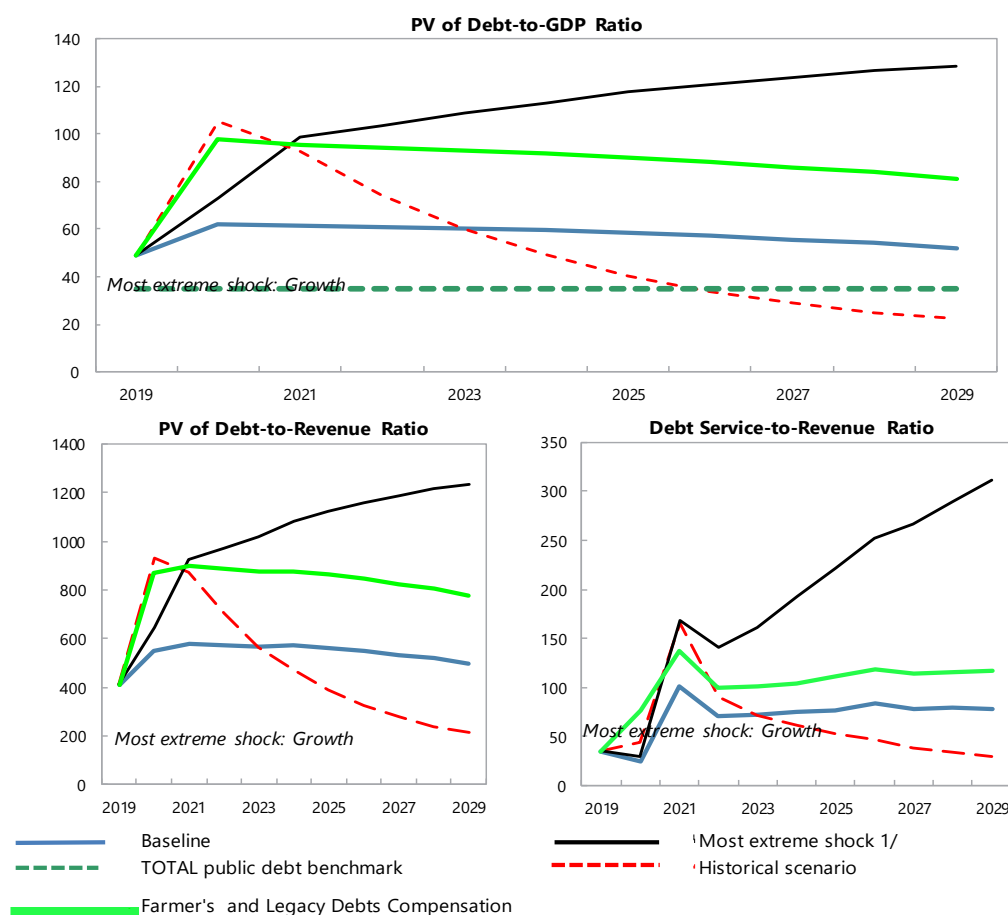 PV of Debt-to-GDP Ratio
140
120
100
80
60
40
20
0
Most extreme shock: Growth
2019 2021 2023 2025 2027 2029
PV of Debt-to-Revenue Ratio
1400
1200
1000
800
600
400
200
0
Most extreme shock: Growth
2019 2021 2023 2025 2027 2029
Debt Service-to-Revenue Ratio
350
300
250
200
150
100
50
0
Most extreme shock: Growth
2019 2021 2023 2025 2027 2029
Baseline
Most extreme shock 1/
TOTAL public debt benchmark
Historical scenario
Farmer's and Legacy Debts Compensation